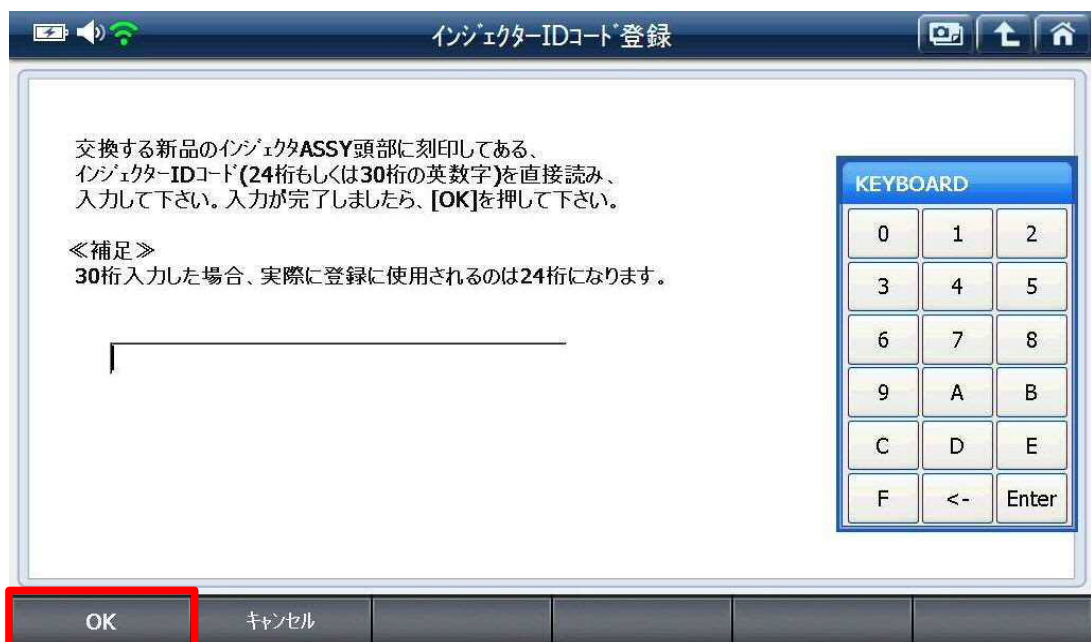 インジェクターIDコード登録
交換する新品のインジェクタASSY頭部に刻印してある、
インジェクターIDコード(24桁もしくは30桁の英数字)を直接読み、
入力して下さい。入力が完了しましたら、[OK]を押して下さい。
≪補足≫
30桁入力した場合、実際に登録に使用されるのは24桁になります。
KEYBOARD
0 1 2
3 4 5
6 7 8
9 A B
C D E
F <- Enter
OK キャンセル